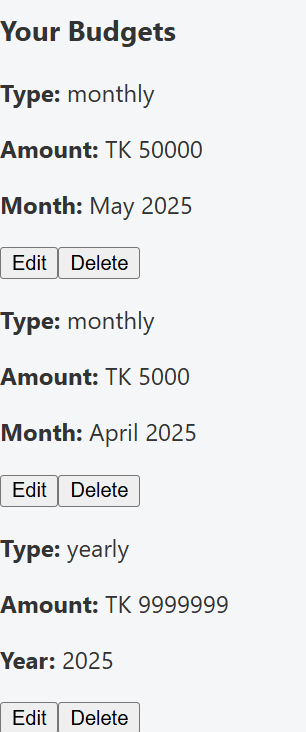 Your Budgets
Type: monthly
Amount: TK 50000
Month: May 2025
Edit Delete
Type: monthly
Amount: TK 5000
Month: April 2025
Edit Delete
Type: yearly
Amount: TK 9999999
Year: 2025
Edit Delete